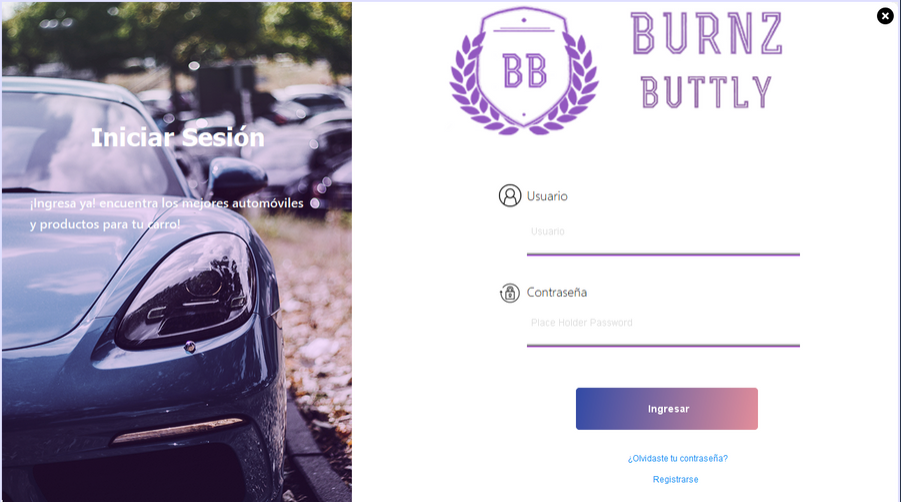 Iniciar Sesión
¡Ingresa ya! encuentra los mejores automóviles
y productos para tu carro!
BB
BURNZ
BUTTLY
Usuario
Usuario
Contraseña
Place Holder Password
Ingresar
¿Olvidaste tu contraseña?
Registrarse